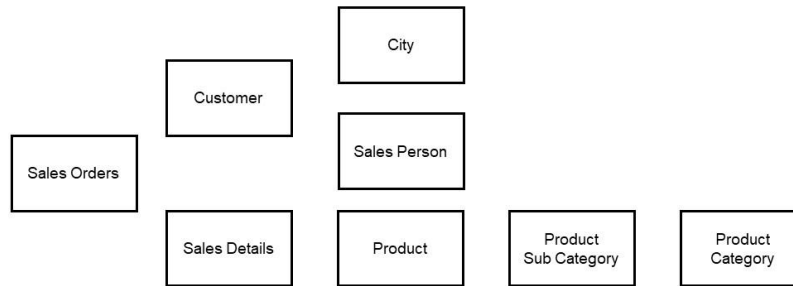 City
Customer
Sales Person
Sales Orders
Sales Details
Product
Product
Sub Category
Product
Category